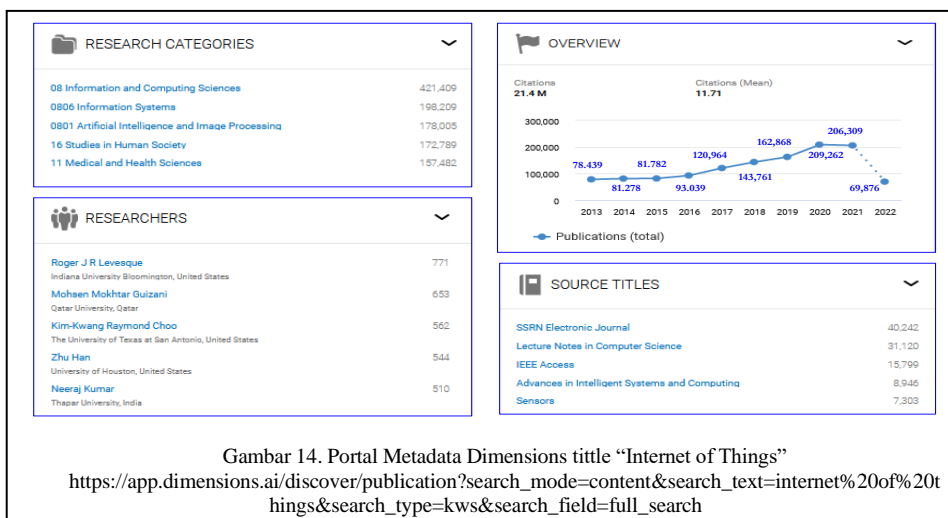 RESEARCH CATEGORIES
08 Information and Computing Sciences 421,409
0806 Information Systems 198,209
0801 Artificial Intelligence and Image Processing 178,005
16 Studies in Human Society 172,789
11 Medical and Health Sciences 157,482
RESEARCHERS
Roger J R Levesque 771
Indiana University Bloomington, United States
Mohsen Mokhtar Guizani 653
Qatar University, Qatar
Kim-Kwang Raymond Choo 562
The University of Texas at San Antonio, United States
Zhu Han 544
University of Houston, United States
Neeraj Kumar 510
Thapar University, India
OVERVIEW
Citations Citations (Mean)
21.4 M 11.71
300,000
200,000
100,000
0
78.439 81.278 81.782 93.039 120,964 143,761 162,868 209,262 206,309 69,876
2013 2014 2015 2016 2017 2018 2019 2020 2021 2022
Publications (total)
SOURCE TITLES
SSRN Electronic Journal 40,242
Lecture Notes in Computer Science 31,120
IEEE Access 15,799
Advances in Intelligent Systems and Computing 8,946
Sensors 7,303
Gambar 14. Portal Metadata Dimensions tittle “Internet of Things”
https://app.dimensions.ai/discover/publication?search_mode=content&search_text=internet%20of%20t
hings&search_type=kws&search_field=full_search